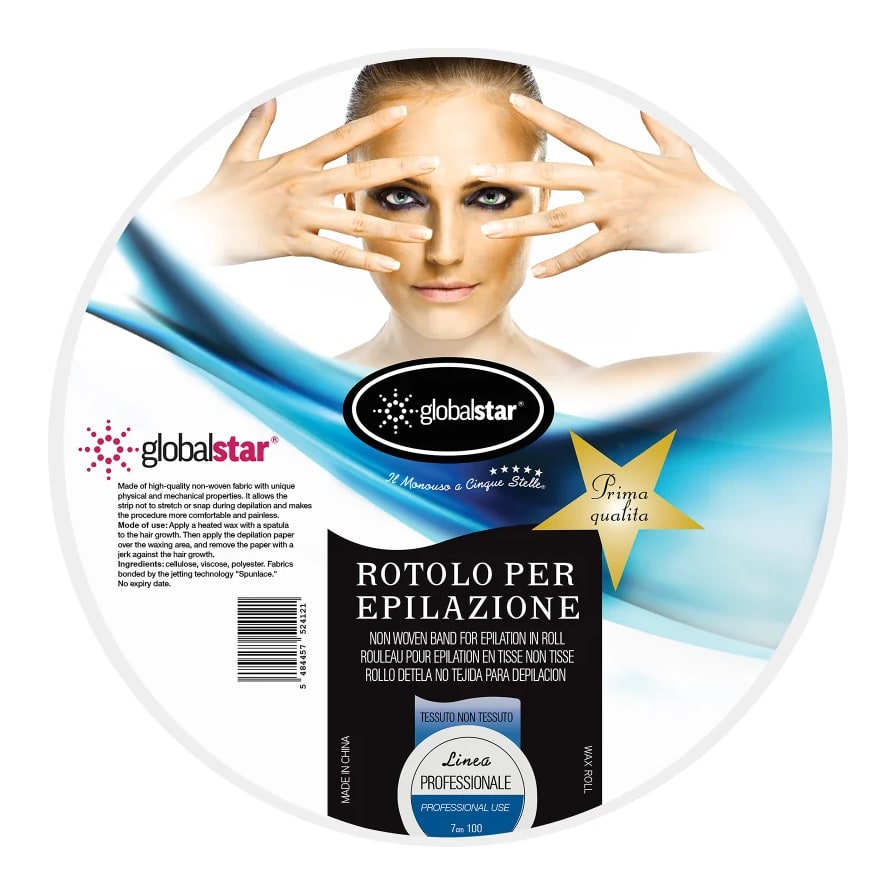 globalstar®
Il Monouso a Cinque Stelle®
Prima
qualita
globalstar®
Made of high-quality non-woven fabric with unique
physical and mechanical properties. It allows the
strip not to stretch or snap during depilation and makes
the procedure more comfortable and painless.
Mode of use: Apply a heated wax with a spatula
to the hair growth. Then apply the depilation paper
over the waxing area, and remove the paper with a
jerk against the hair growth.
Ingredients: cellulose, viscose, polyester. Fabrics
bonded by the jetting technology "Spunlace."
No expiry date.
5 484457 524121
ROTOLO PER
EPILAZIONE
NON WOVEN BAND FOR EPILATION IN ROLL
ROULEAU POUR EPILATION EN TISSE NON TISSE
ROLLO DETELA NO TEJIDA PARA DEPILACION
TESSUTO NON TESSUTO
Linea
PROFESSIONALE
PROFESSIONAL USE
7cm 100
MADE IN CHINA
WAX ROLL